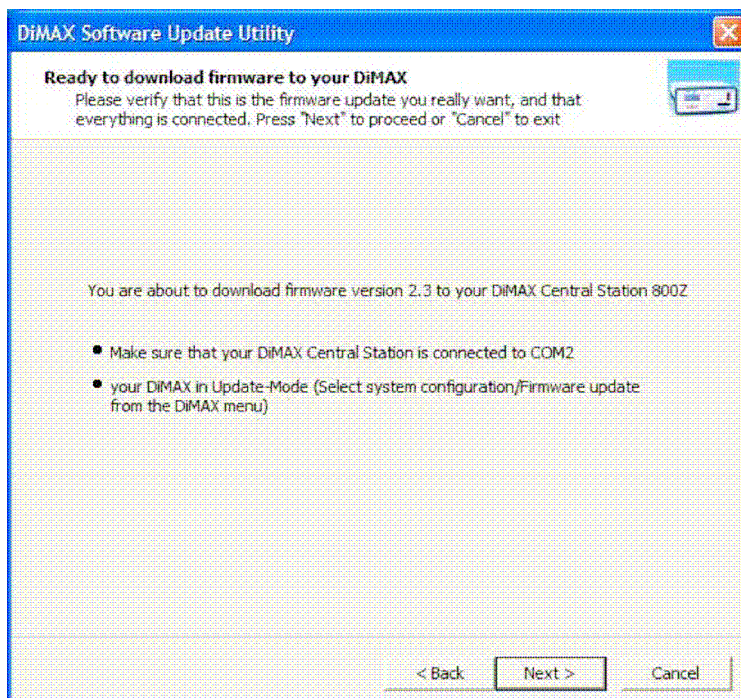 DiMAX Software Update Utility
Ready to download firmware to your DiMAX
Please verify that this is the firmware update you really want, and that
everything is connected. Press "Next" to proceed or "Cancel" to exit
You are about to download firmware version 2.3 to your DiMAX Central Station 800Z
• Make sure that your DiMAX Central Station is connected to COM2
• your DiMAX in Update-Mode (Select system configuration/Firmware update
from the DiMAX menu)
< Back
Next >
Cancel